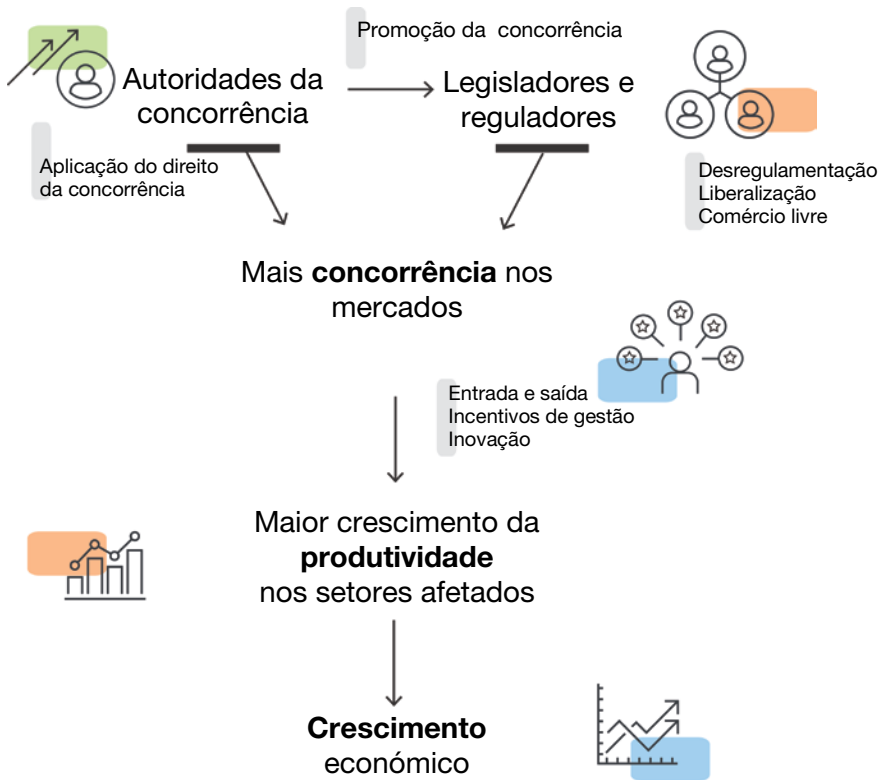 Promoção da concorrência
Autoridades da
concorrência
Legisladores e
reguladores
Aplicação do direito
da concorrência
Desregulamentação
Liberalização
Comércio livre
Mais concorrência nos
mercados
Entrada e saída
Incentivos de gestão
Inovação
Maior crescimento da
produtividade
nos setores afetados
Crescimento
económico